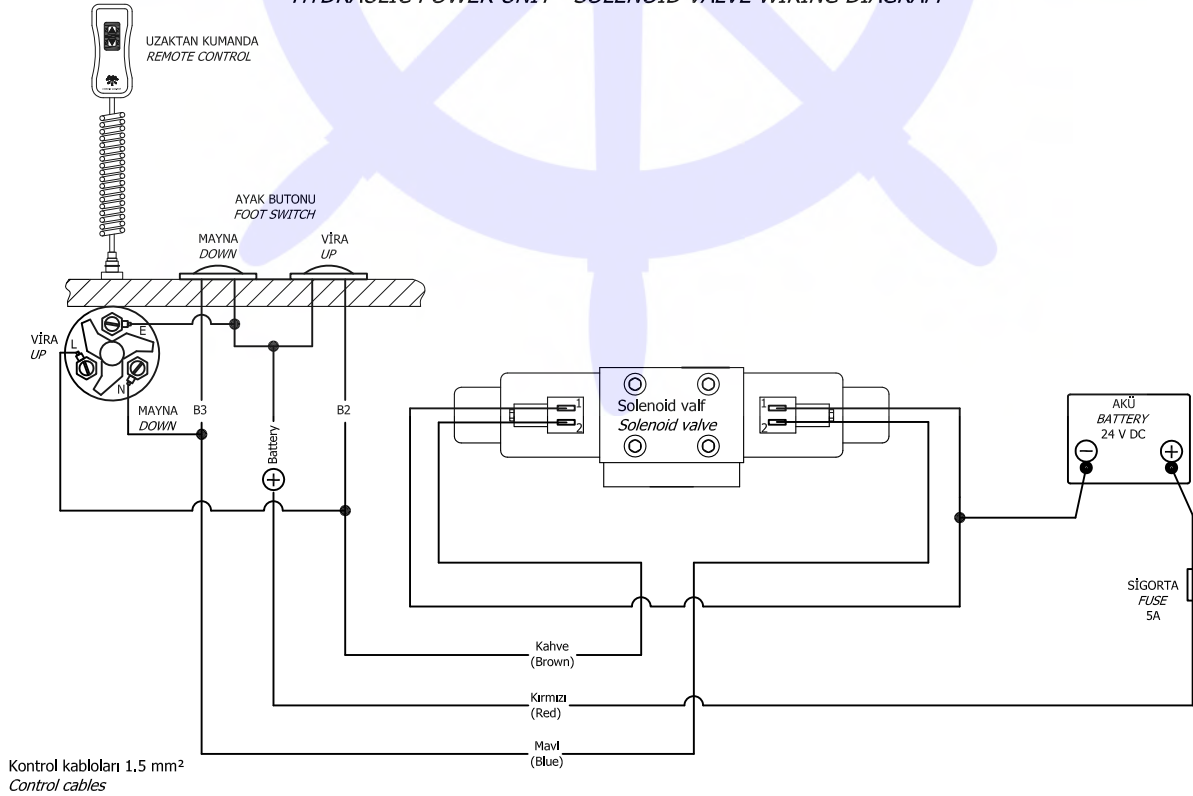 HYDRAULIC POWER UNIT - SOLENOID VALVE WIRING DIAGRAM
UZAKTAN KUMANDA
REMOTE CONTROL
AYAK BUTONU
FOOT SWITCH
MAYNA
DOWN
VİRA
UP
VİRA
UP
L
E
N
MAYNA
DOWN
B3
Battery
B2
1
2
Solenoid valf
Solenoid valve
1
2
AKÜ
BATTERY
24 V DC
SİGORTA
FUSE
5A
Kahve
(Brown)
Kırmızı
(Red)
Mavi
(Blue)
Kontrol kabloları 1.5 mm²
Control cables